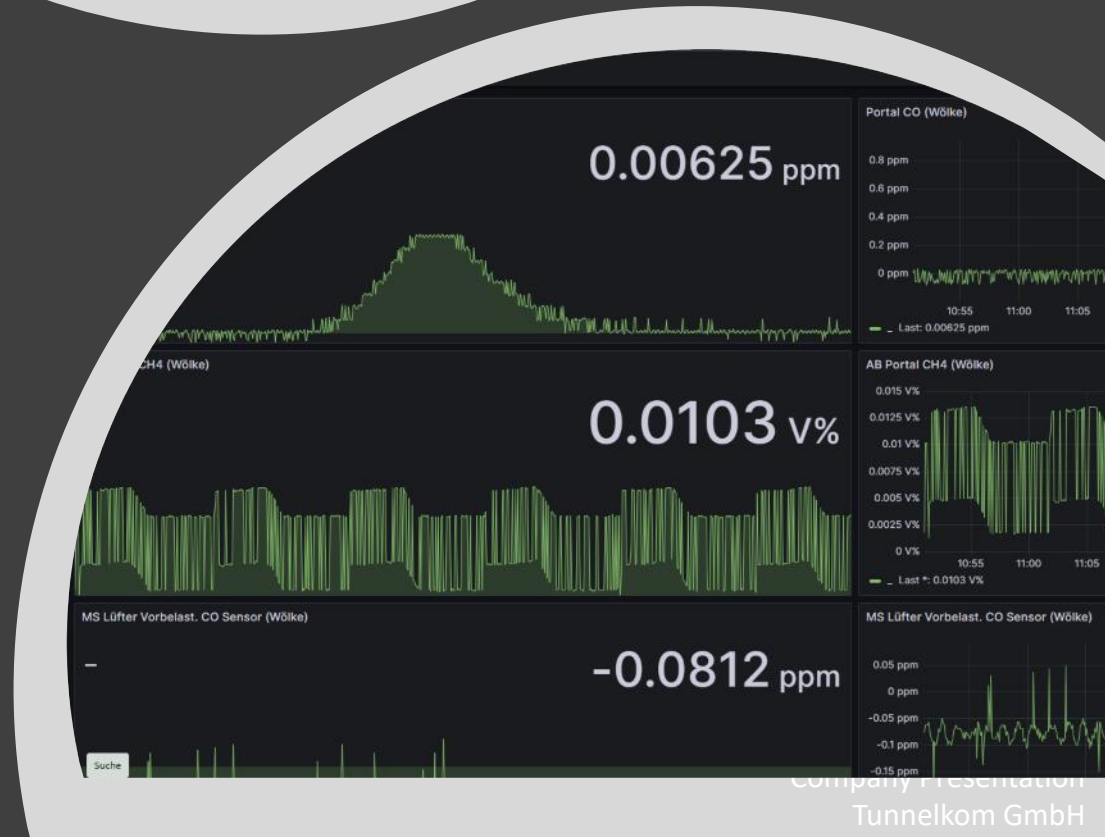 Portal CO (Wölke)
0.00625 ppm
0.8 ppm
0.6 ppm
0.4 ppm
0.2 ppm
0 ppm
10:55 11:00 11:05
_ Last: 0.00625 ppm
CH4 (Wölke)
0.0103 V%
AB Portal CH4 (Wölke)
0.015 V%
0.0125 V%
0.01 V%
0.0075 V%
0.005 V%
0.0025 V%
0 V%
10:55 11:00 11:05
_ Last *: 0.0103 V%
MS Lüfter Vorbelast. CO Sensor (Wölke)
–
-0.0812 ppm
Suche
MS Lüfter Vorbelast. CO Sensor (Wölke)
0.05 ppm
0 ppm
-0.05 ppm
-0.1 ppm
-0.15 ppm
Company Presentation
Tunnelkom GmbH